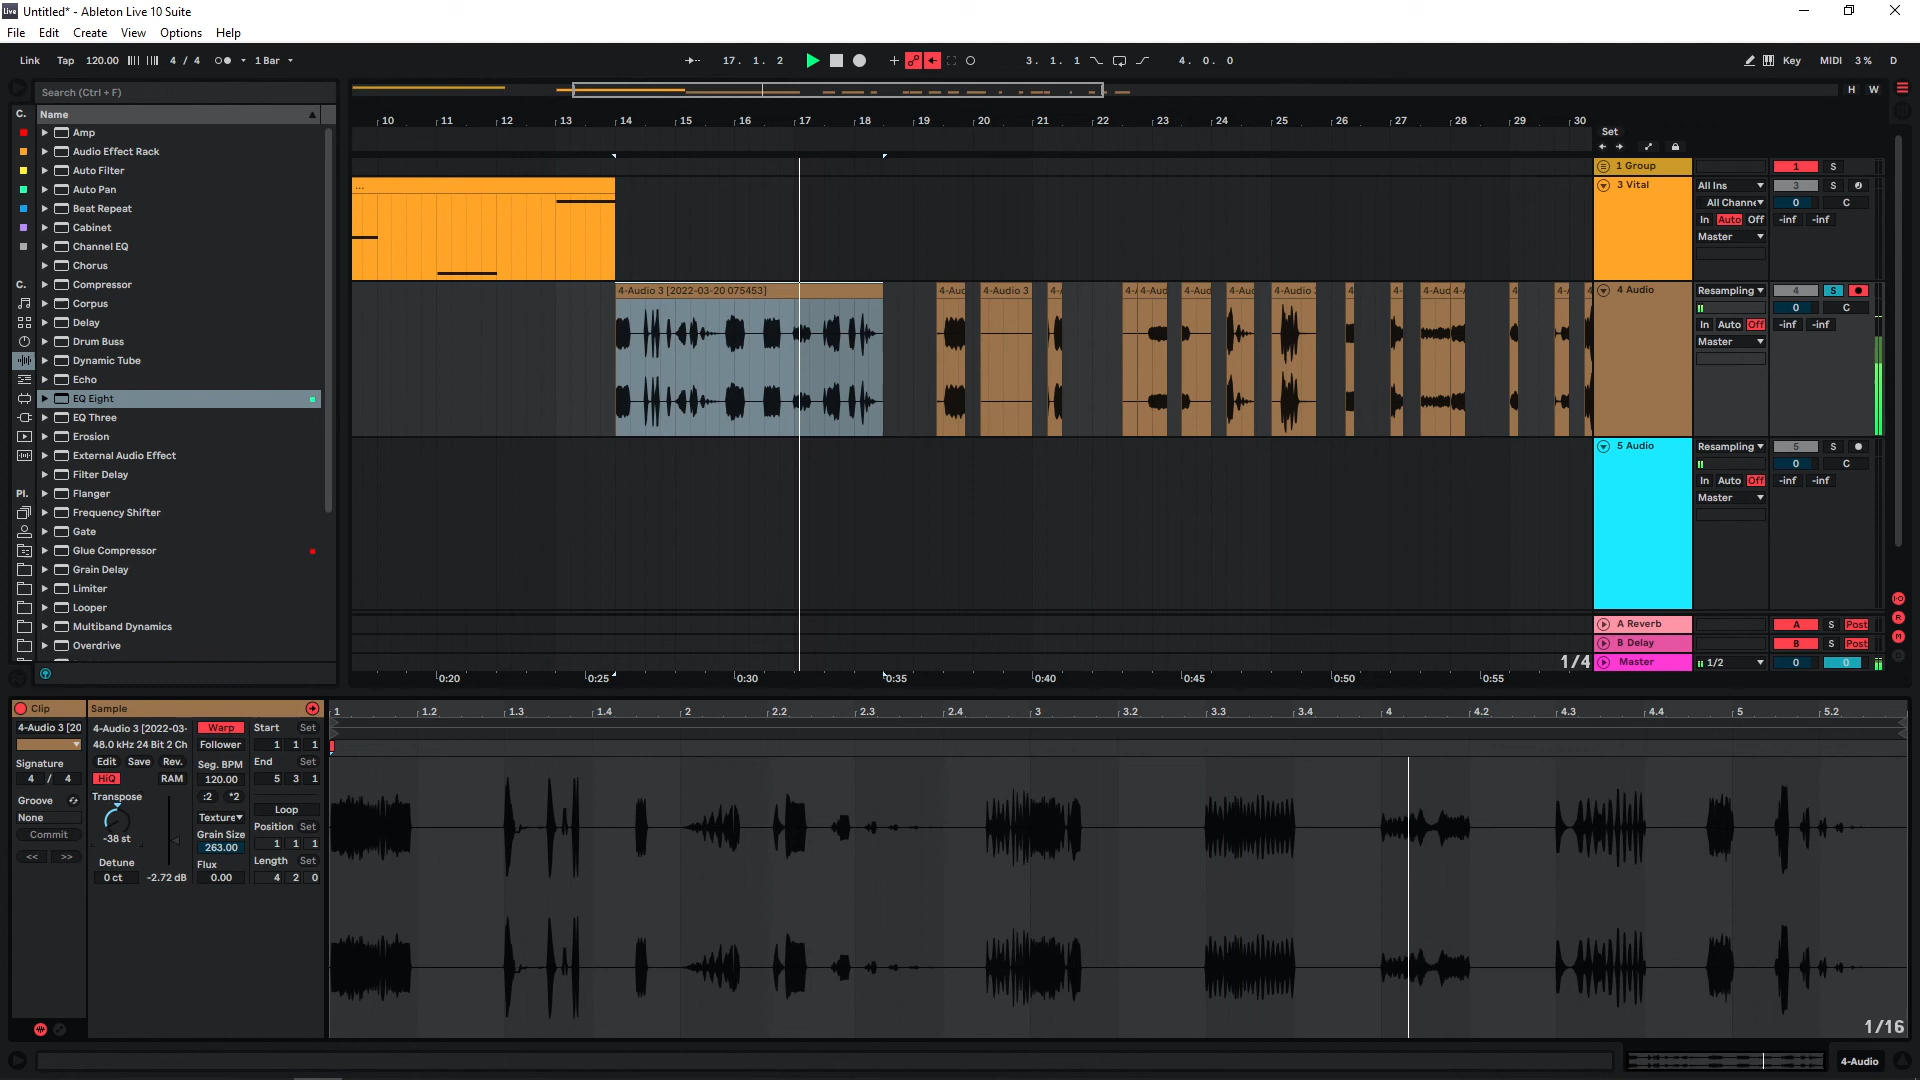 Live Untitled* - Ableton Live 10 Suite
File Edit Create View Options Help
Link Tap 120.00 4 / 4 1 Bar 17. 1. 2 3. 1. 1 4. 0. 0 Key MIDI 3 % D
Search (Ctrl + F)
H W
C. Name
10 11 12 13 14 15 16 17 18 19 20 21 22 23 24 25 26 27 28 29 30
Set
Amp
Audio Effect Rack
Auto Filter
Auto Pan
Beat Repeat
Cabinet
Channel EQ
Chorus
C. Compressor
Corpus
Delay
Drum Buss
Dynamic Tube
Echo
EQ Eight
EQ Three
Erosion
External Audio Effect
Filter Delay
Flanger
Pl. Frequency Shifter
Gate
Glue Compressor
Grain Delay
Limiter
Looper
Multiband Dynamics
Overdrive
...
4-Audio 3 [2022-03-20 075453] 4-Auc 4-Audio 3 4-/ 4-/ 4-Aud 4-Auc 4-Auc 4-Audio 4 4- 4-Aud 4-/ 4 4-/ 4
1 Group 1 S
3 Vital All Ins 3 S
All Channe 0 C
In Auto Off -inf -inf
Master
4 Audio Resampling 4 S
0 C
In Auto Off -inf -inf
Master
5 Audio Resampling 5 S
0 C
In Auto Off -inf -inf
Master
A Reverb A S Post
B Delay B S Post
1/4 Master 1/2 0 0
0:20 0:25 0:30 0:35 0:40 0:45 0:50 0:55
Clip
4-Audio 3 [20
Signature
4 / 4
Groove
None
Commit
<< >>
Sample
4-Audio 3 [2022-03-
48.0 kHz 24 Bit 2 Ch
Edit Save Rev.
HiQ RAM
Transpose
-38 st
Detune
0 ct -2.72 dB
Warp
Follower
Seg. BPM
120.00
:2 *2
Texture
Grain Size
263.00
Flux
0.00
Start Set
1 1 1
End Set
5 3 1
Loop
Position Set
1 1 1
Length Set
4 2 0
1 1.2 1.3 1.4 2 2.2 2.3 2.4 3 3.2 3.3 3.4 4 4.2 4.3 4.4 5 5.2
1/16
4-Audio